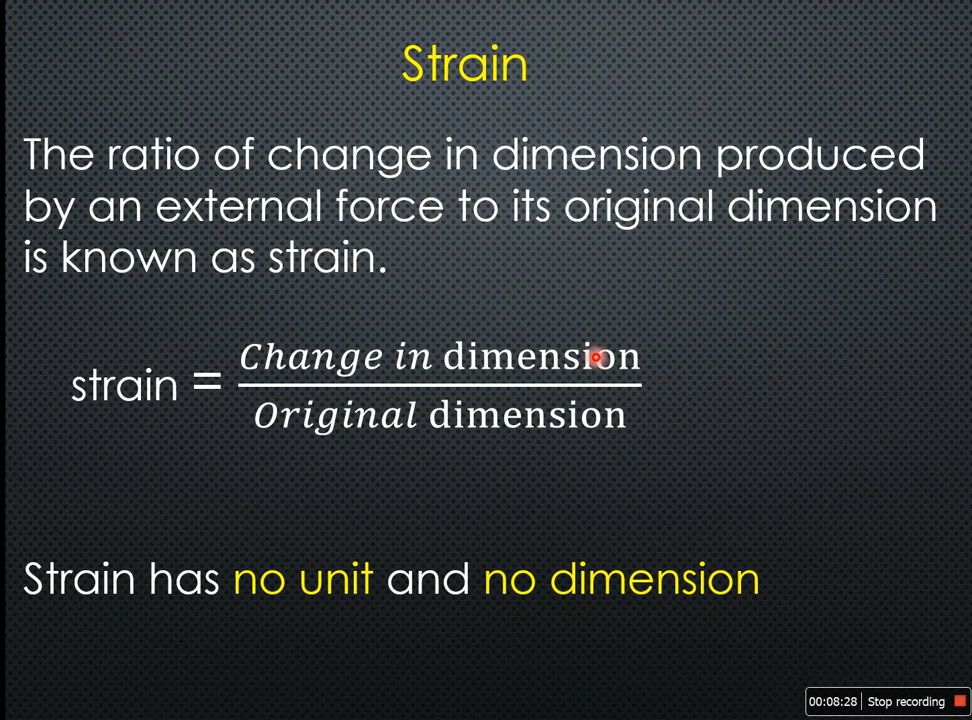 Strain
The ratio of change in dimension produced
by an external force to its original dimension
is known as strain.
strain = Change in dimension
Original dimension
Strain has no unit and no dimension
00:08:28 Stop recording